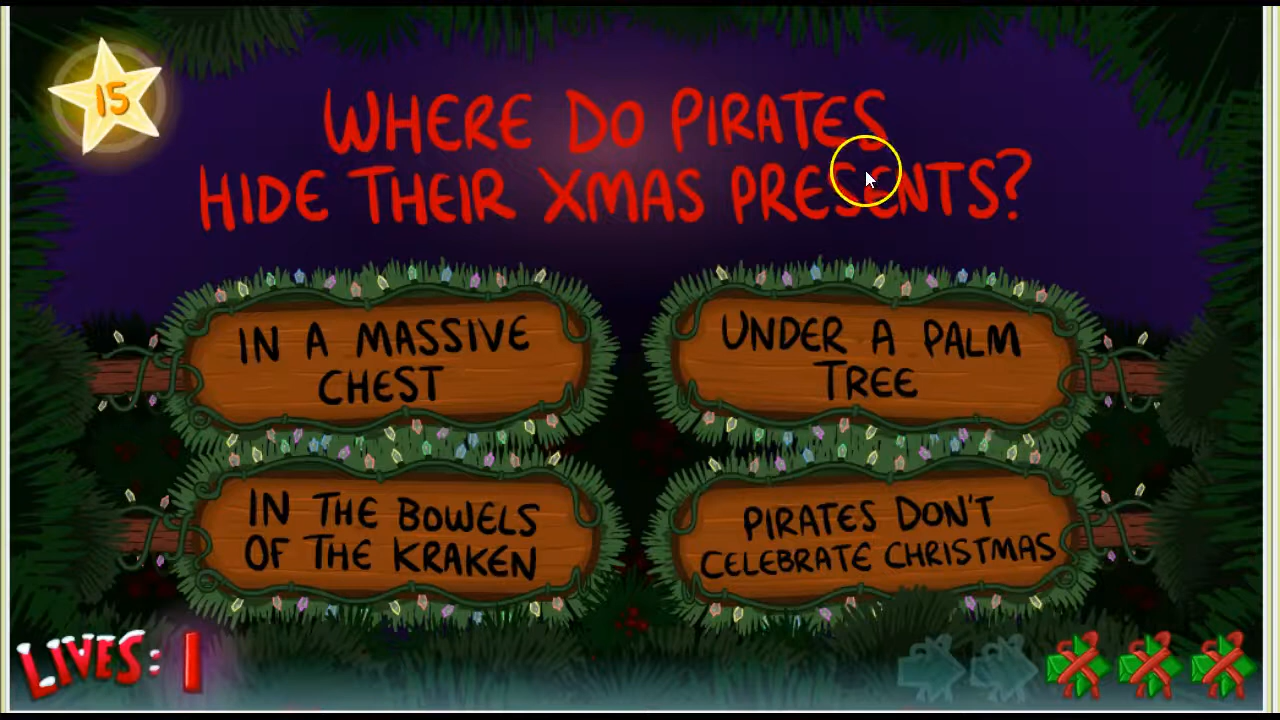 15
WHERE DO PIRATES
HIDE THEIR XMAS PRESENTS?
IN A MASSIVE
CHEST
UNDER A PALM
TREE
IN THE BOWELS
OF THE KRAKEN
PIRATES DON'T
CELEBRATE CHRISTMAS
LIVES: 1